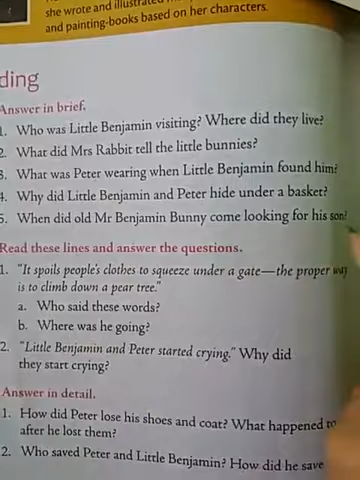 she wrote and illustrated
and painting-books based on her characters.
ding
Answer in brief.
1. Who was Little Benjamin visiting? Where did they live?
2. What did Mrs Rabbit tell the little bunnies?
3. What was Peter wearing when Little Benjamin found him?
4. Why did Little Benjamin and Peter hide under a basket?
5. When did old Mr Benjamin Bunny come looking for his son?
Read these lines and answer the questions.
1. "It spoils people's clothes to squeeze under a gate—the proper way
is to climb down a pear tree."
a. Who said these words?
b. Where was he going?
2. "Little Benjamin and Peter started crying." Why did
they start crying?
Answer in detail.
1. How did Peter lose his shoes and coat? What happened to
after he lost them?
2. Who saved Peter and Little Benjamin? How did he save